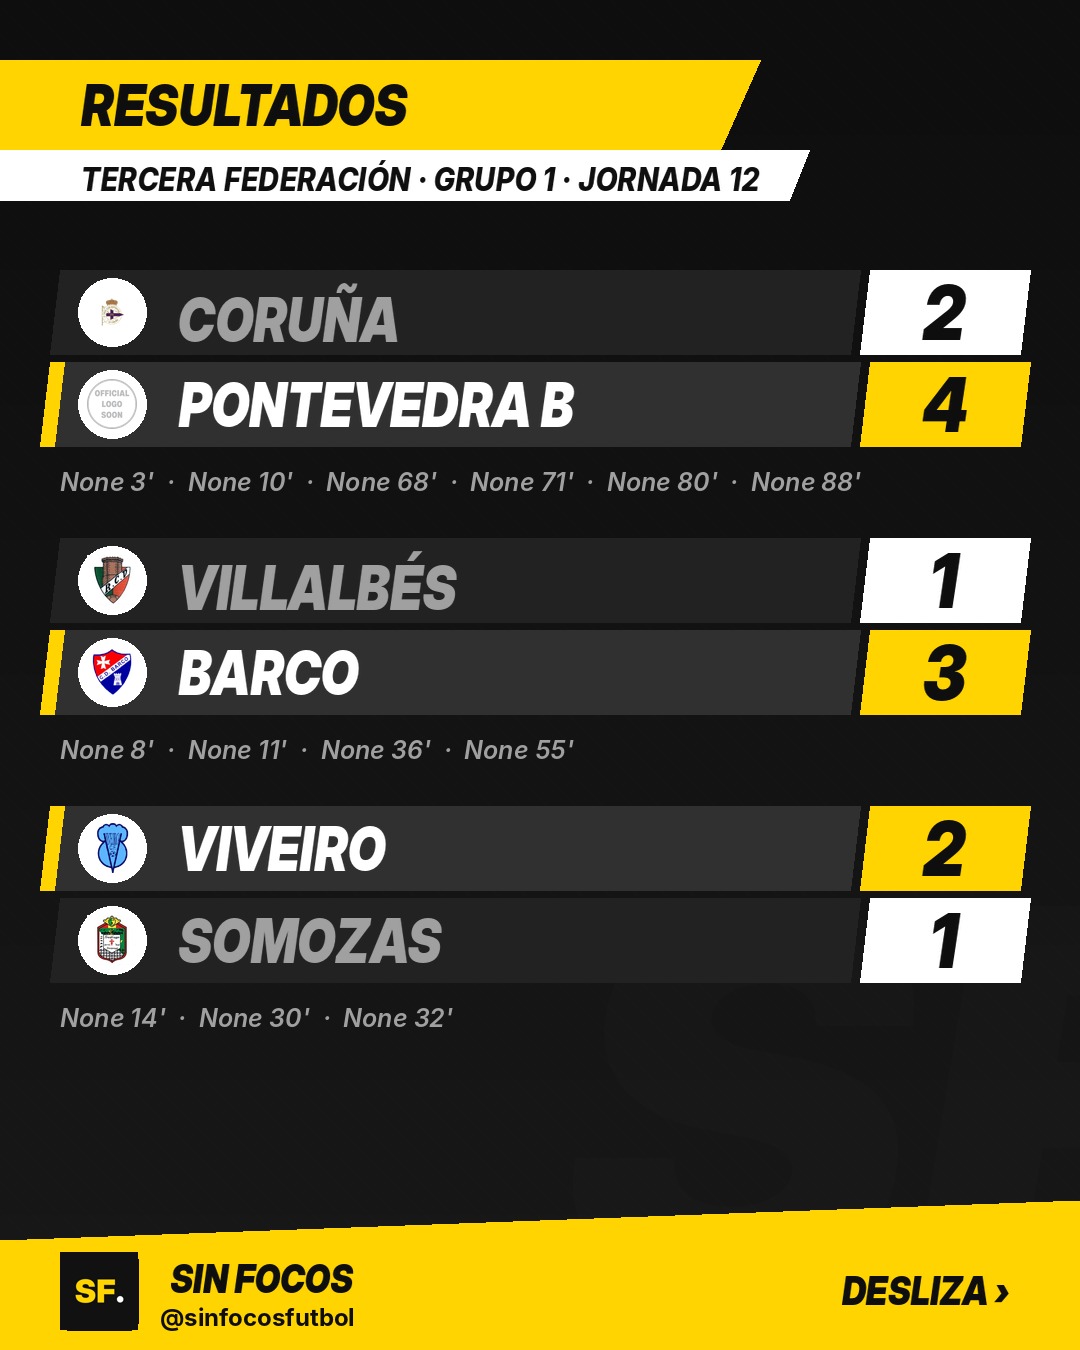 RESULTADOS
TERCERA FEDERACIÓN · GRUPO 1 · JORNADA 12
CORUÑA 2
OFFICIAL
LOGO
SOON
PONTEVEDRA B 4
None 3' · None 10' · None 68' · None 71' · None 80' · None 88'
VILLALBÉS 1
C.D. BARCO
BARCO 3
None 8' · None 11' · None 36' · None 55'
VIVEIRO 2
SOMOZAS 1
None 14' · None 30' · None 32'
SF
SF.
SIN FOCOS
@sinfocosfutbol
DESLIZA ›